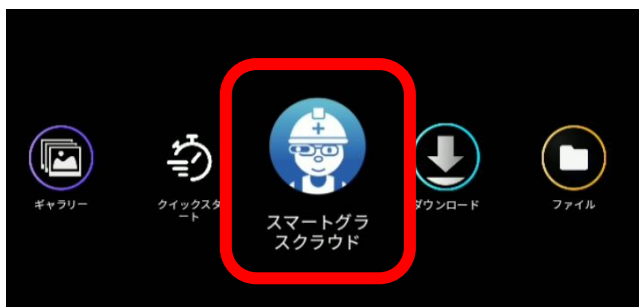 ギャラリー
クイックスタ
ート
スマートグラ
スクラウド
ダウンロード
ファイル